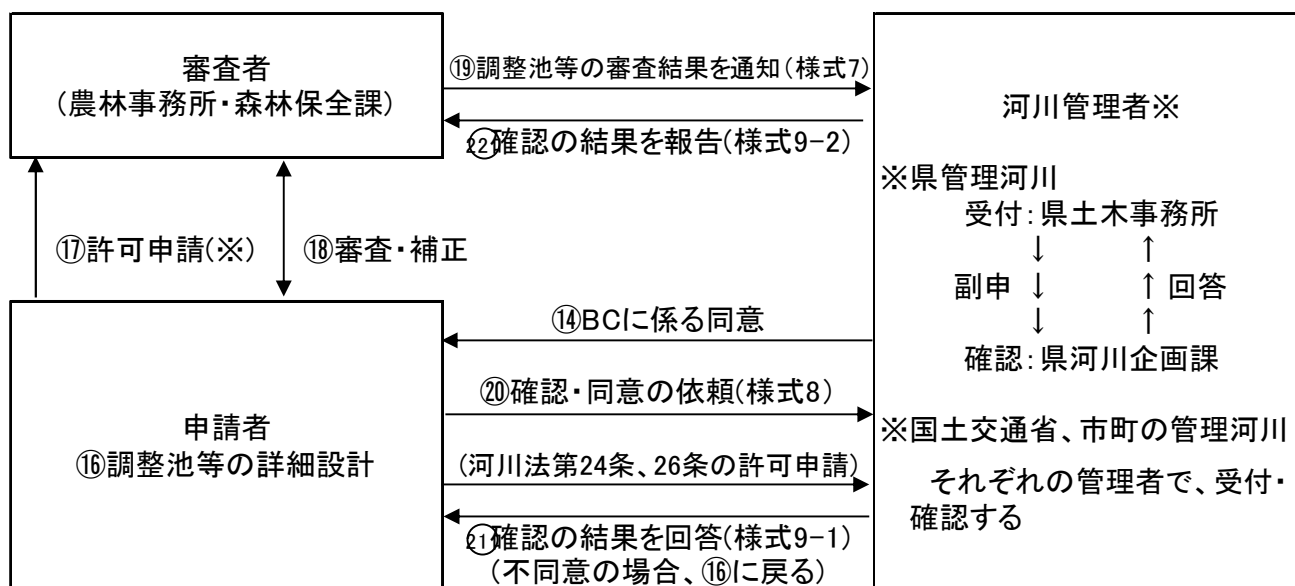 審査者
(農林事務所・森林保全課)
⑲調整池等の審査結果を通知(様式7)
㉒確認の結果を報告(様式9-2)
河川管理者※
※県管理河川
受付:県土木事務所
↓ ↑
副申 ↓ ↑ 回答
↓ ↑
確認:県河川企画課
※国土交通省、市町の管理河川
それぞれの管理者で、受付・
確認する
⑰許可申請(※)
⑱審査・補正
⑭BCに係る同意
⑳確認・同意の依頼(様式8)
申請者
⑯調整池等の詳細設計
(河川法第24条、26条の許可申請)
㉑確認の結果を回答(様式9-1)
(不同意の場合、⑯に戻る)